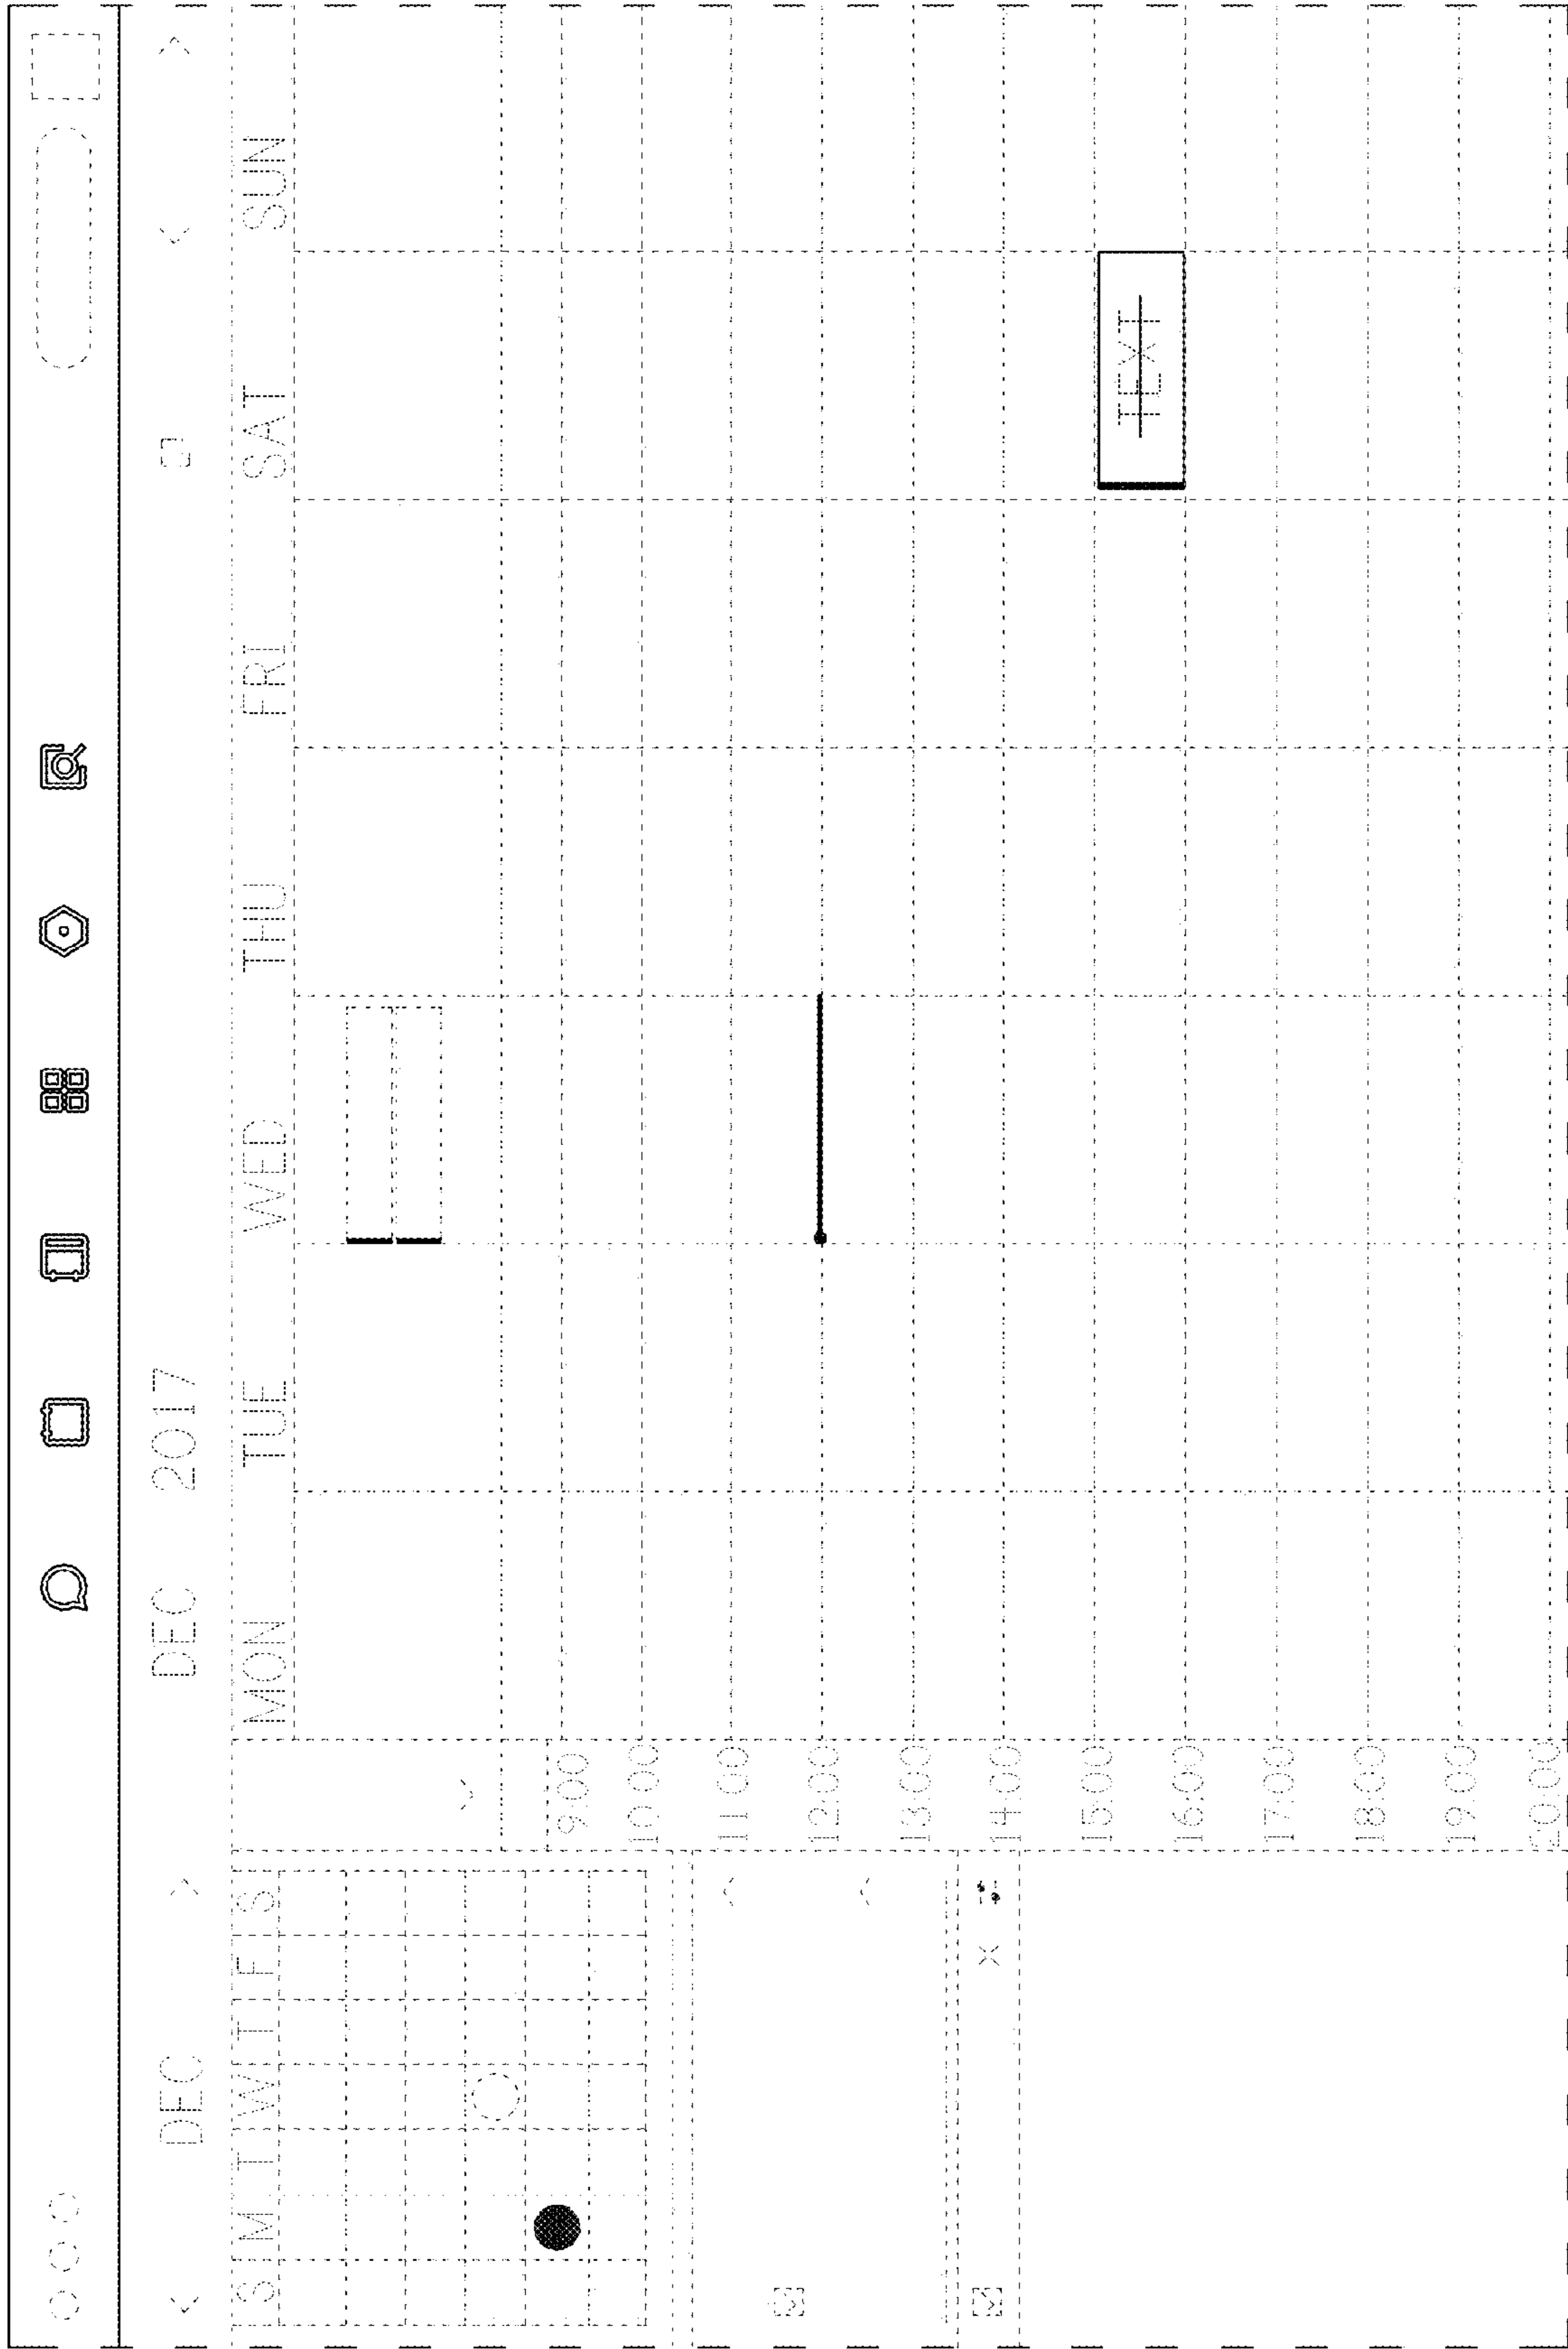 DEC
DEC 2017
S M T W T F S
MON TUE WED THU FRI SAT SUN
9:00
10:00
11:00
12:00
13:00
14:00
15:00
TEXT
16:00
17:00
18:00
19:00
20:00